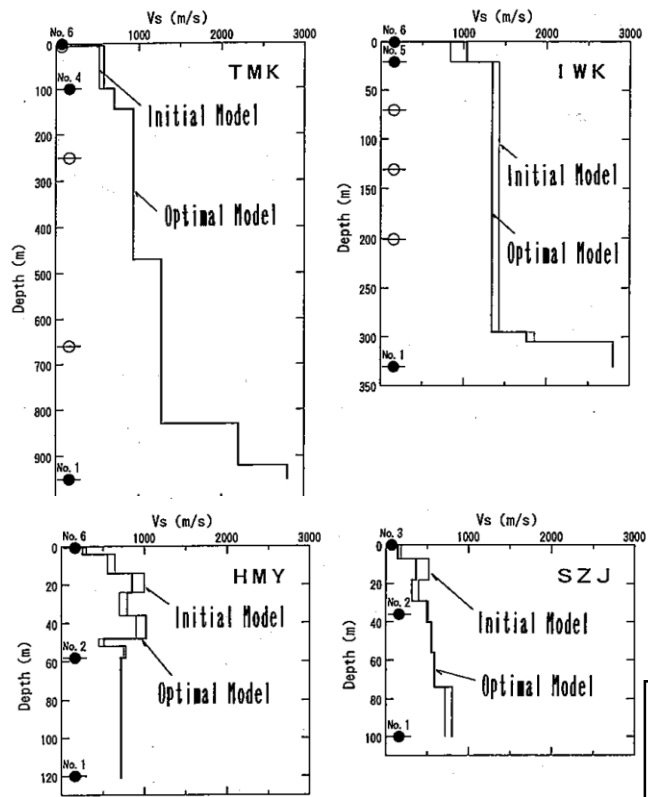 Vs (m/s)
No. 6 0 1000 2000 3000
0
No. 4
100
200
300
400
500
600
700
800
900
No. 1
Depth (m)
TMK
Initial Model
Optimal Model
Vs (m/s)
No. 6 0 1000 2000 3000
0
No. 5
50
100
150
200
250
300
350
No. 1
Depth (m)
IWK
Initial Model
Optimal Model
Vs (m/s)
No. 6 0 1000 2000 3000
0
20
40
No. 2
60
80
100
No. 1
120
Depth (m)
HMY
Initial Model
Optimal Model
Vs (m/s)
No. 3 0 1000 2000 3000
0
20
No. 2
40
60
80
No. 1
100
Depth (m)
SZJ
Initial Model
Optimal Model